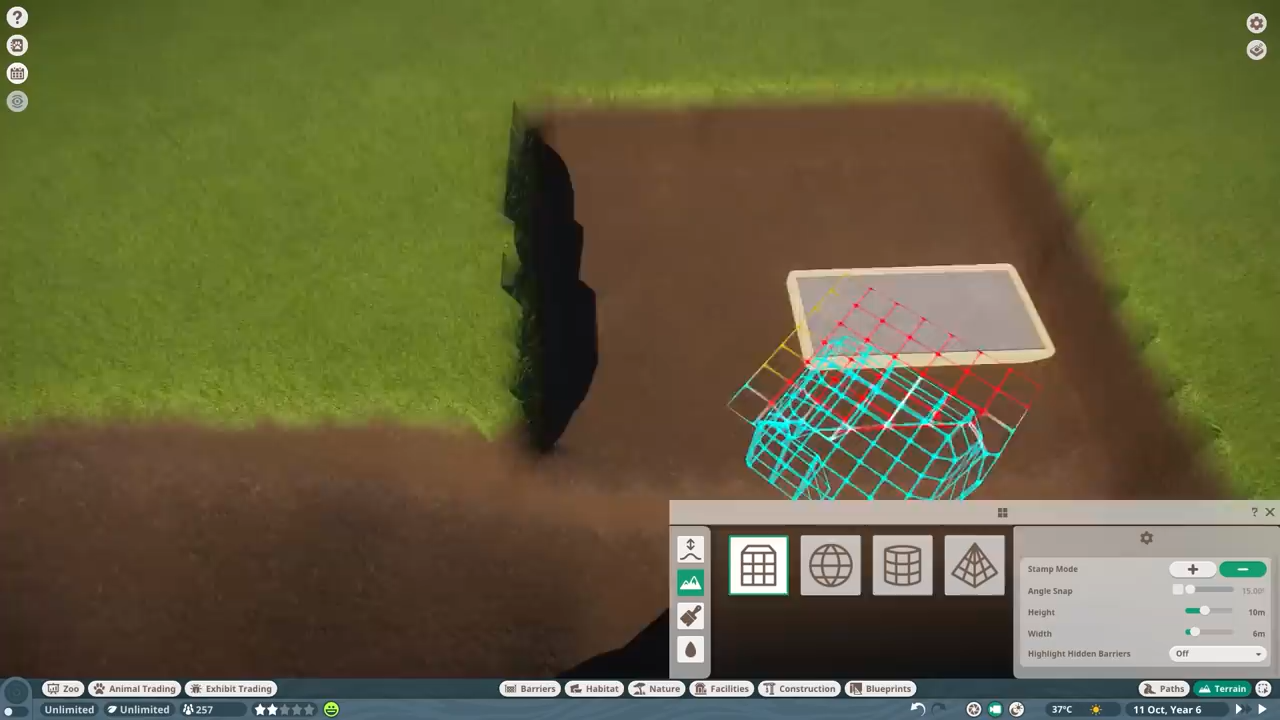 ?
? ×
Stamp Mode + −
Angle Snap 15.00°
Height 10m
Width 6m
Highlight Hidden Barriers Off
Zoo Animal Trading Exhibit Trading Barriers Habitat Nature Facilities Construction Blueprints Paths Terrain
Unlimited Unlimited 257 37°C 11 Oct, Year 6